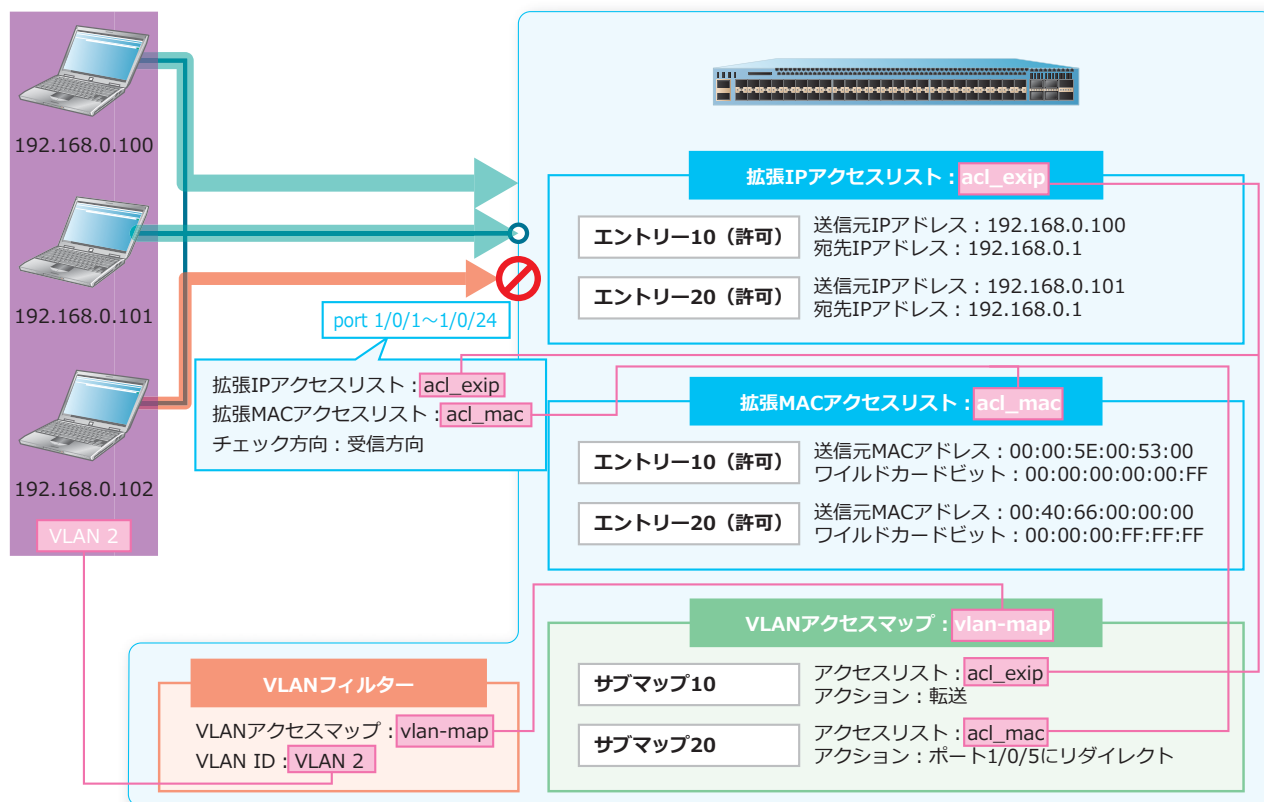 192.168.0.100
192.168.0.101
192.168.0.102
VLAN 2
port 1/0/1～1/0/24
拡張IPアクセスリスト：acl_exip
拡張MACアクセスリスト：acl_mac
チェック方向：受信方向
拡張IPアクセスリスト：acl_exip
エントリー10（許可）
送信元IPアドレス：192.168.0.100
宛先IPアドレス：192.168.0.1
エントリー20（許可）
送信元IPアドレス：192.168.0.101
宛先IPアドレス：192.168.0.1
拡張MACアクセスリスト：acl_mac
エントリー10（許可）
送信元MACアドレス：00:00:5E:00:53:00
ワイルドカードビット：00:00:00:00:00:FF
エントリー20（許可）
送信元MACアドレス：00:40:66:00:00:00
ワイルドカードビット：00:00:00:FF:FF:FF
VLANフィルター
VLANアクセスマップ：vlan-map
VLAN ID：VLAN 2
VLANアクセスマップ：vlan-map
サブマップ10
アクセスリスト：acl_exip
アクション：転送
サブマップ20
アクセスリスト：acl_mac
アクション：ポート1/0/5にリダイレクト